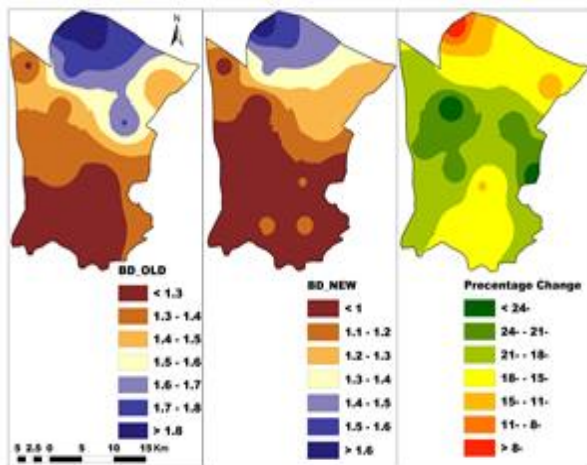 N
BD_OLD
< 1.3
1.3 - 1.4
1.4 - 1.5
1.5 - 1.6
1.6 - 1.7
1.7 - 1.8
> 1.8
5 2.5 0 5 10 15 Km
BD_NEW
< 1
1.1 - 1.2
1.2 - 1.3
1.3 - 1.4
1.4 - 1.5
1.5 - 1.6
> 1.6
Precentage Change
< 24-
24- - 21-
21- - 18-
18- - 15-
15- - 11-
11- - 8-
> 8-